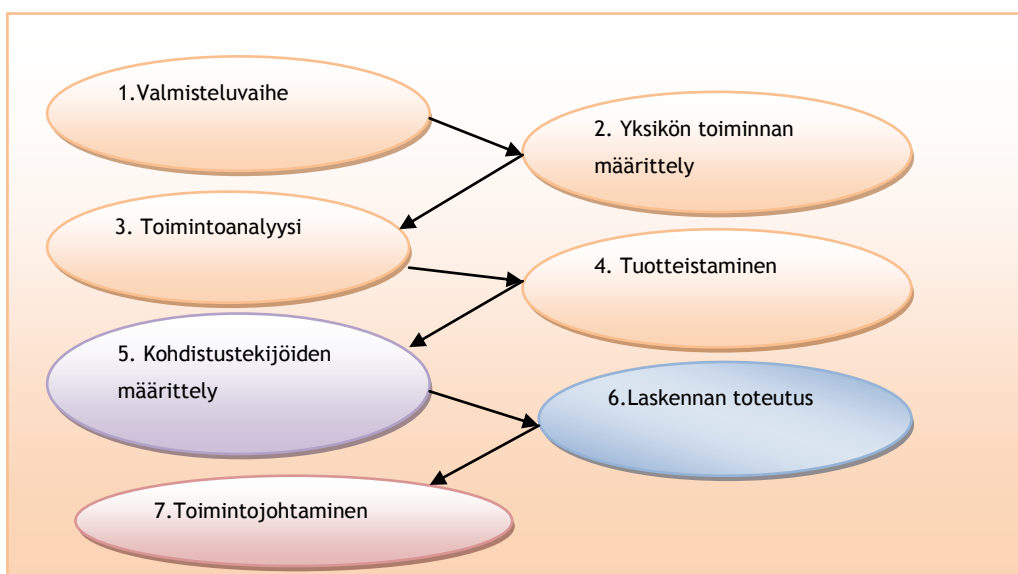 1.Valmisteluvaihe
2. Yksikön toiminnan
määrittely
3. Toimintoanalyysi
4. Tuotteistaminen
5. Kohdistustekijöiden
määrittely
6.Laskennan toteutus
7.Toimintojohtaminen